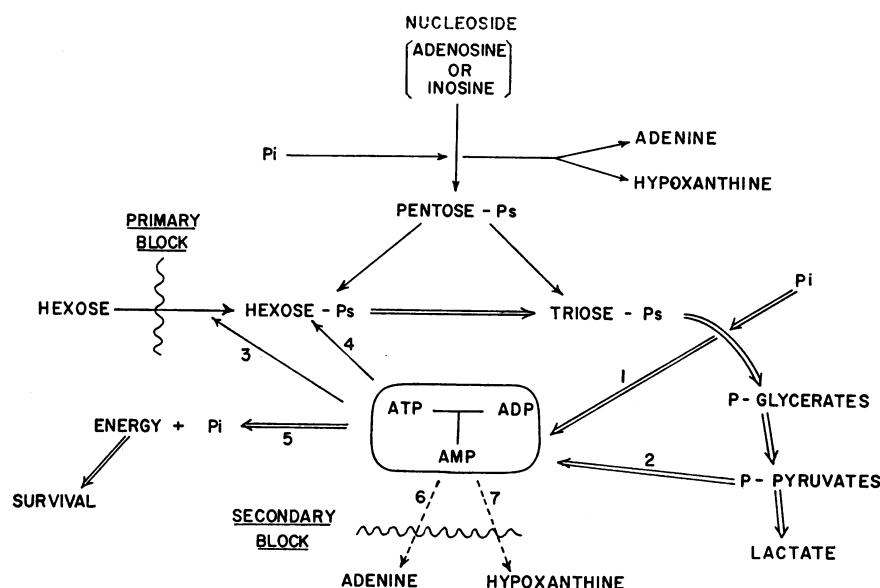 NUCLEOSIDE
ADENOSINE
OR
INOSINE
Pi
ADENINE
HYPOXANTHINE
PENTOSE - Ps
PRIMARY
BLOCK
Pi
HEXOSE
HEXOSE - Ps
TRIOSE - Ps
3
4
1
ATP
ADP
P- GLYCERATES
ENERGY + Pi
5
AMP
2
P- PYRUVATES
SURVIVAL
6
7
SECONDARY
BLOCK
LACTATE
ADENINE
HYPOXANTHINE